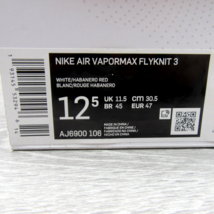 NIKE AIR VAPORMAX FLYKNIT 3
WHITE/HABANERO RED
BLANC/ROUGE HABANERO
12.5
UK 11.5 CM 30.5
BR 45 EUR 47
AJ6900 106